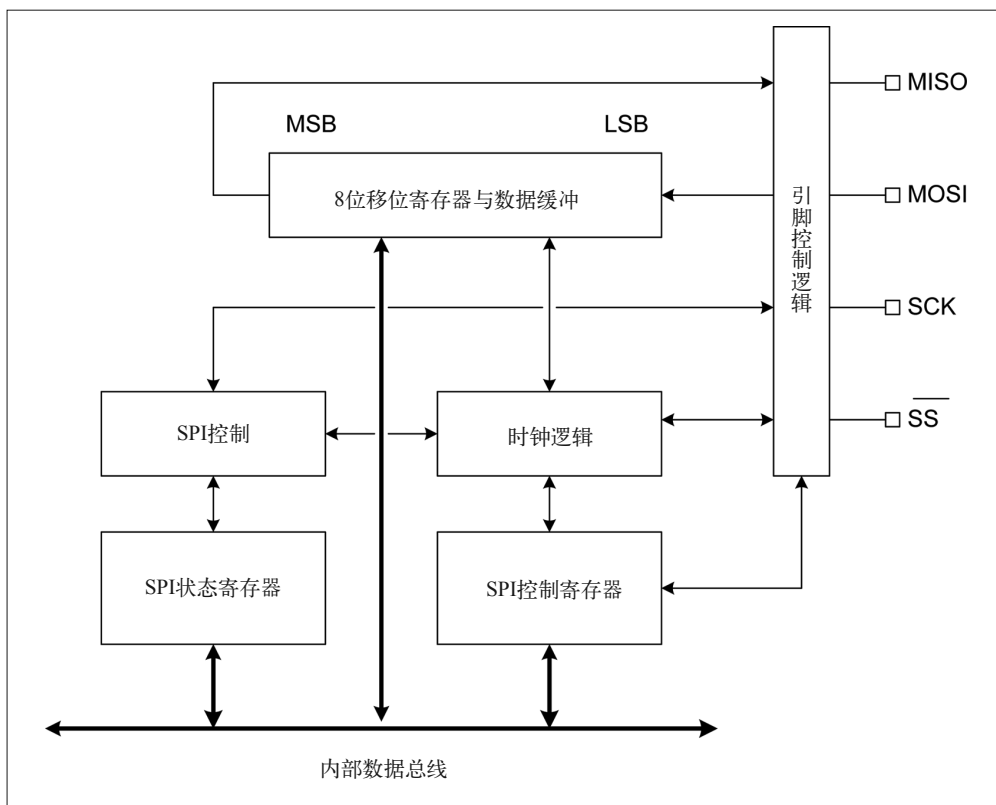 MISO
MSB
LSB
8位移位寄存器与数据缓冲
MOSI
引脚控制逻辑
SCK
SPI控制
时钟逻辑
SS
SPI状态寄存器
SPI控制寄存器
内部数据总线